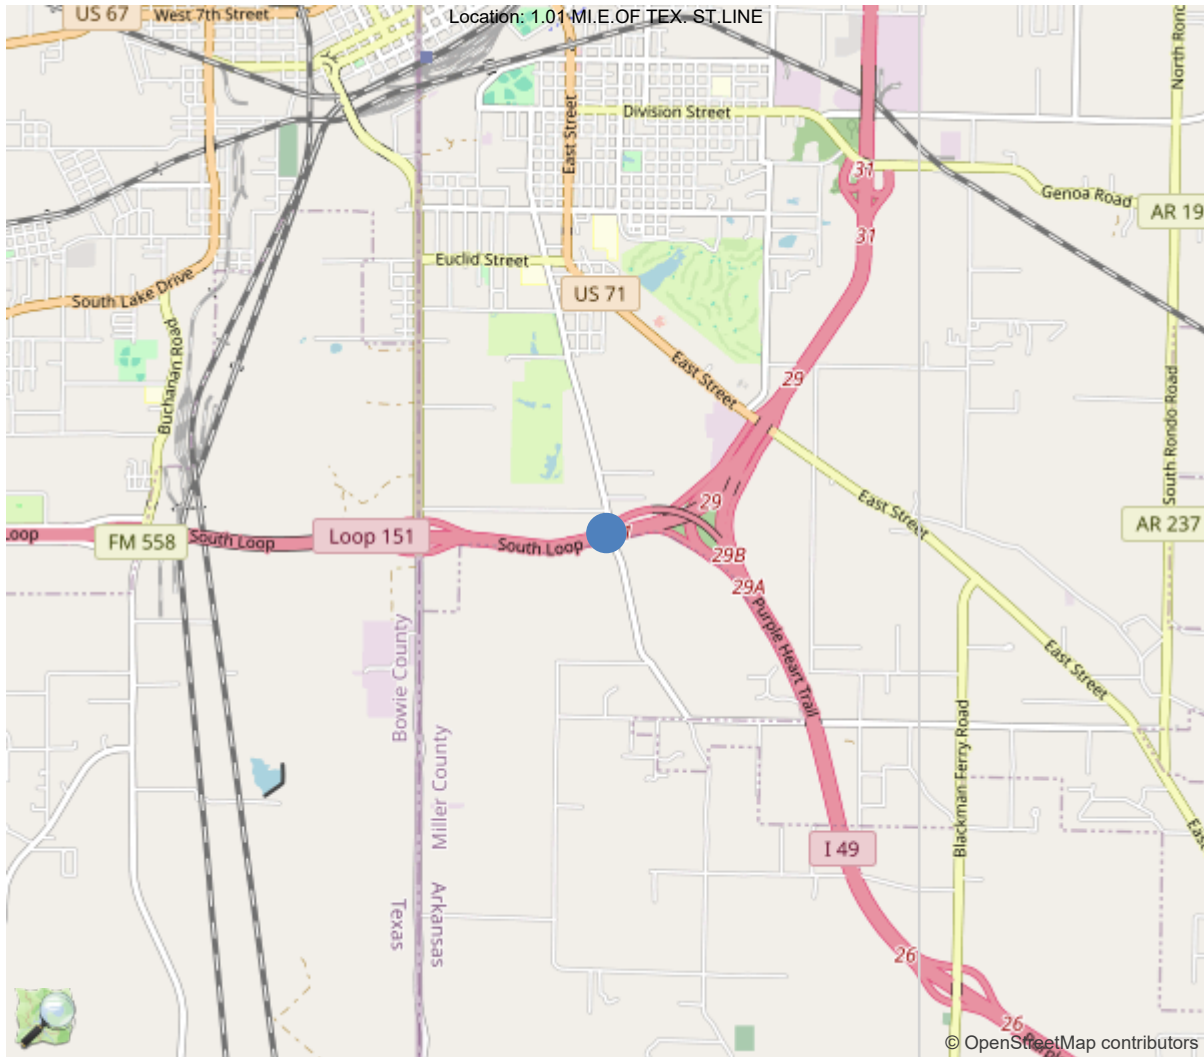 US 67
West 7th Street
Location: 1.01 MI.E.OF TEX. ST.LINE
North Rond
Division Street
East Street
31
Genoa Road
AR 19
31
Euclid Street
South Lake Drive
US 71
Buchanan Road
East Street
29
South Rondo Road
East Street
29
AR 237
Loop
FM 558
South Loop
Loop 151
South Loop
29B
29A
Purple Heart Trail
East Street
Bowie County
Miller County
Blackman Ferry Road
I 49
East
Texas
Arkansas
26
26
Purpl
© OpenStreetMap contributors